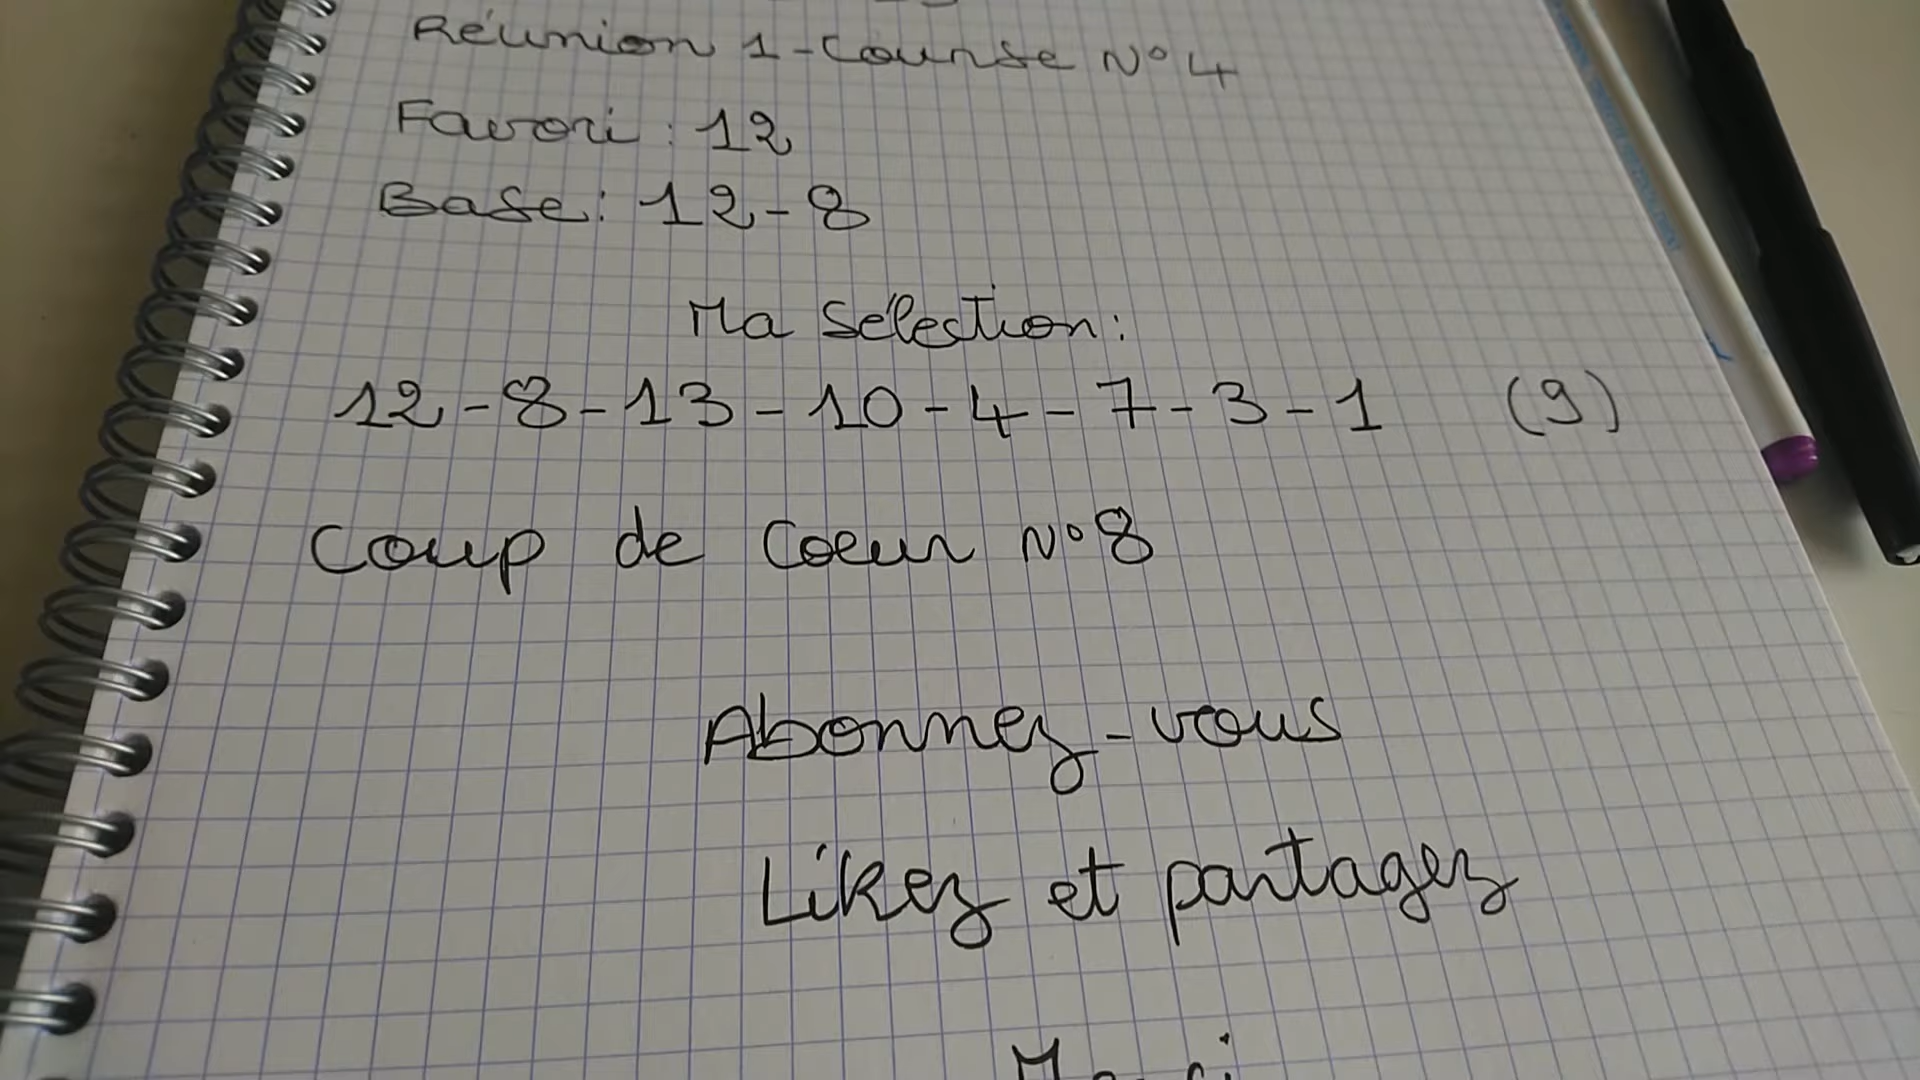 Réunion 1 - Course N° 4
Favori : 12
Base : 12 - 8
Ma Sélection :
12 - 8 - 13 - 10 - 4 - 7 - 3 - 1 (9)
Coup de Coeur N° 8
Abonnez-vous
Likez et partagez